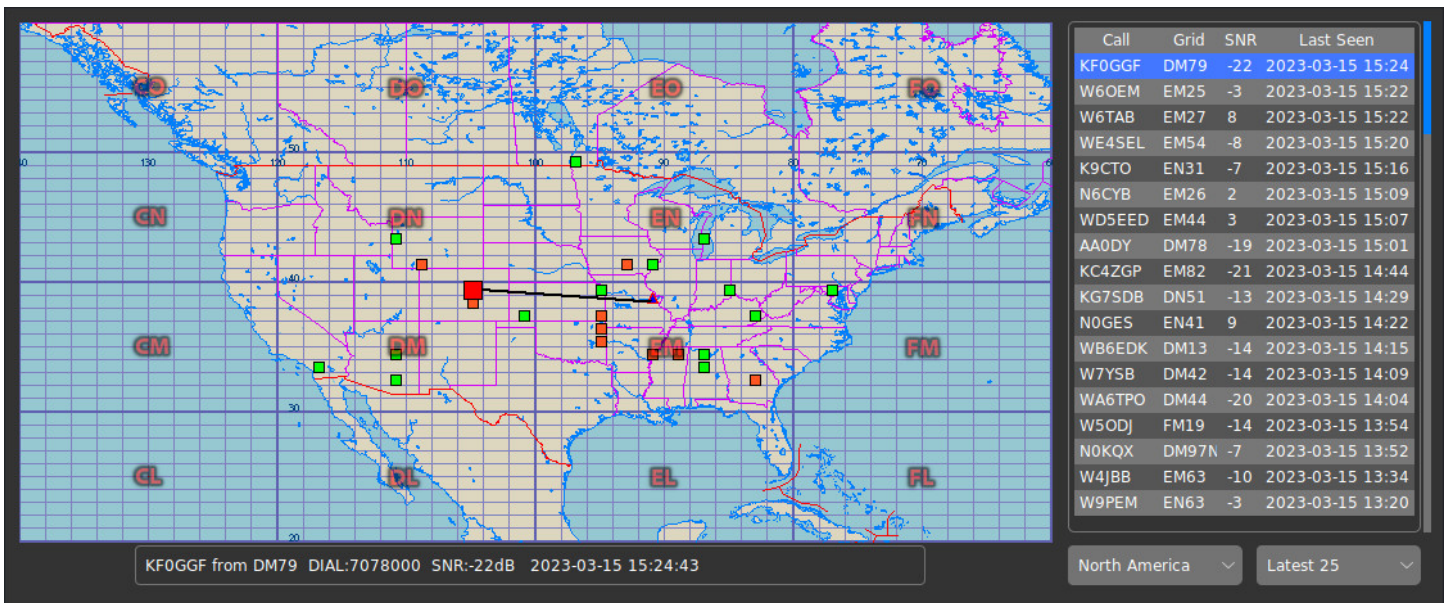 CO DO EO FO
50
130 110 100 90 80 70
CN DN EN FN
40
CM DM EM FM
30
CL DL EL FL
20
KF0GGF from DM79 DIAL:7078000 SNR:-22dB 2023-03-15 15:24:43
Call Grid SNR Last Seen
KF0GGF DM79 -22 2023-03-15 15:24
W6OEM EM25 -3 2023-03-15 15:22
W6TAB EM27 8 2023-03-15 15:22
WE4SEL EM54 -8 2023-03-15 15:20
K9CTO EN31 -7 2023-03-15 15:16
N6CYB EM26 2 2023-03-15 15:09
WD5EED EM44 3 2023-03-15 15:07
AA0DY DM78 -19 2023-03-15 15:01
KC4ZGP EM82 -21 2023-03-15 14:44
KG7SDB DN51 -13 2023-03-15 14:29
N0GES EN41 9 2023-03-15 14:22
WB6EDK DM13 -14 2023-03-15 14:15
W7YSB DM42 -14 2023-03-15 14:09
WA6TPO DM44 -20 2023-03-15 14:04
W5ODJ FM19 -14 2023-03-15 13:54
N0KQX DM97N -7 2023-03-15 13:52
W4JBB EM63 -10 2023-03-15 13:34
W9PEM EN63 -3 2023-03-15 13:20
North America
Latest 25